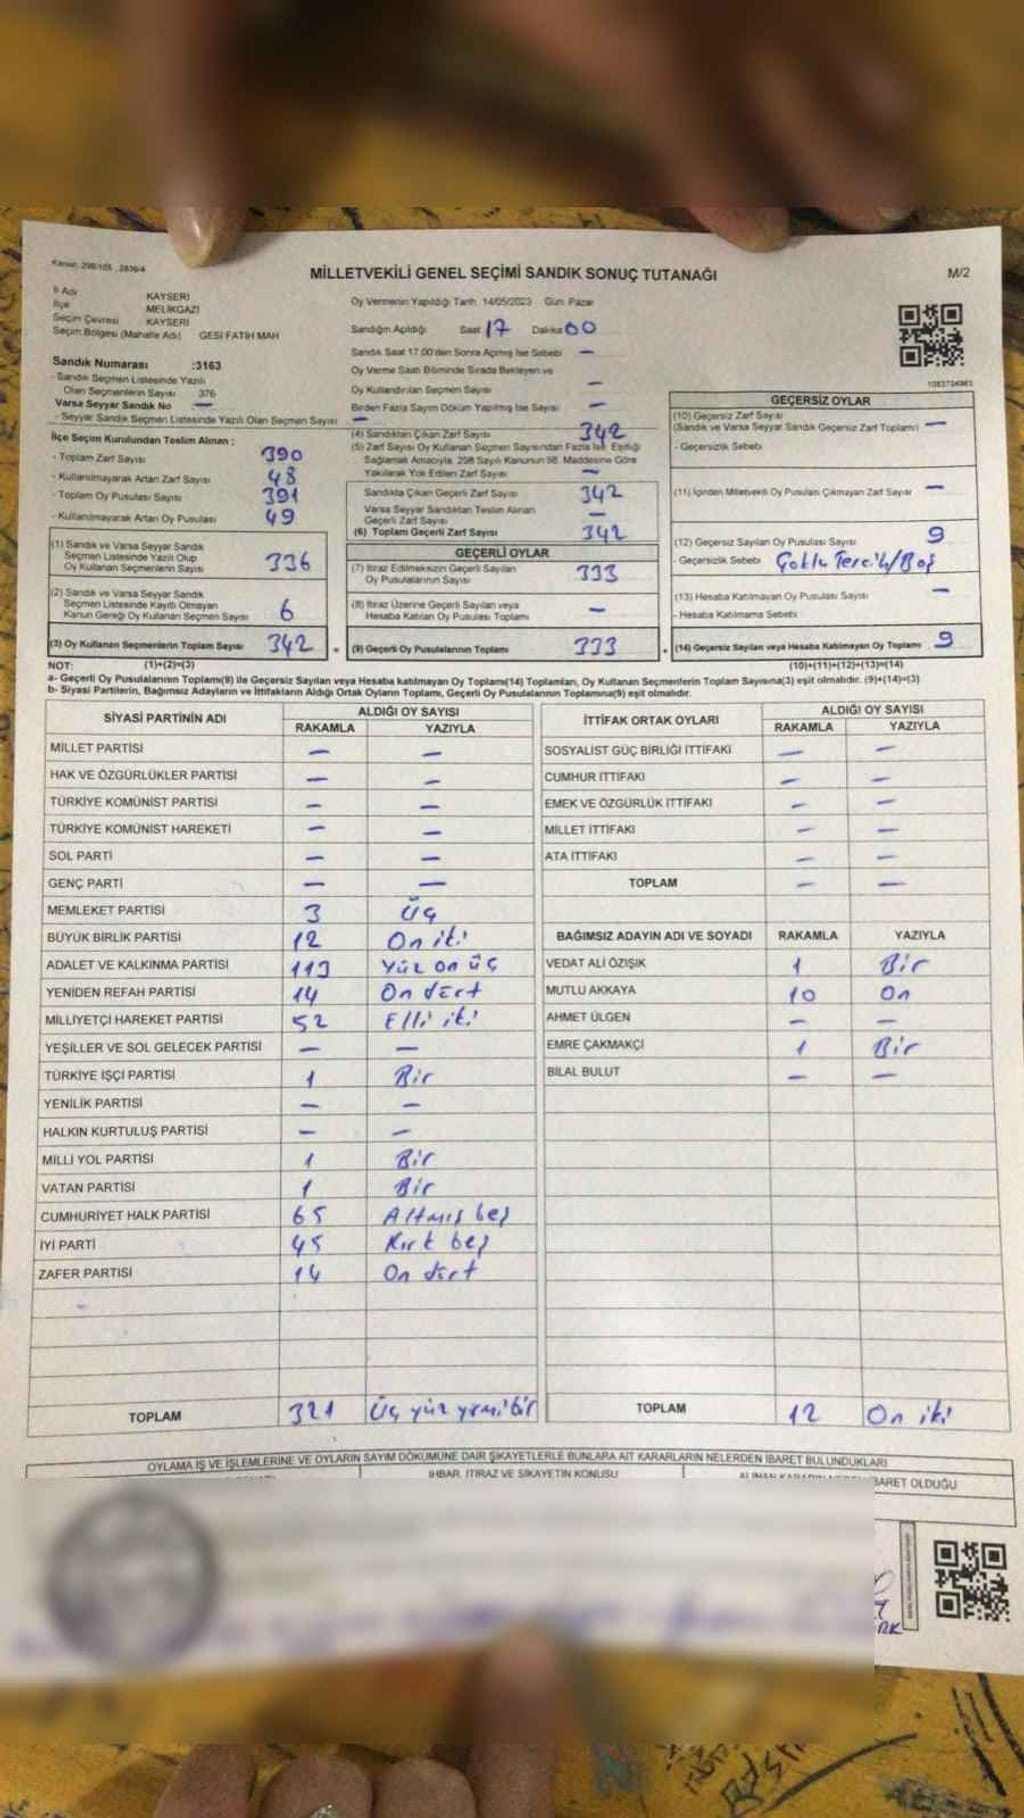 Kanun: 298/105 , 2839/4
MİLLETVEKİLİ GENEL SEÇİMİ SANDIK SONUÇ TUTANAĞI
M/2
İl Adı KAYSERİ
İlçe MELİKGAZİ
Seçim Çevresi KAYSERİ
Seçim Bölgesi (Mahalle Adı) GESİ FATİH MAH
Oy Vermenin Yapıldığı Tarih: 14/05/2023 Gün: Pazar
Sandığın Açıldığı Saat 17 Dakika 00
Sandık Saat 17.00'den Sonra Açılmış İse Sebebi —
Oy Verme Saati Bitiminde Sırada Bekleyen ve
Oy Kullandırılan Seçmen Sayısı —
Birden Fazla Sayım Döküm Yapılmış İse Sayısı —
Sandık Numarası :3163
- Sandık Seçmen Listesinde Yazılı
Olan Seçmenlerin Sayısı 376
Varsa Seyyar Sandık No —
- Seyyar Sandık Seçmen Listesinde Yazılı Olan Seçmen Sayısı —
İlçe Seçim Kurulundan Teslim Alınan :
- Toplam Zarf Sayısı 390
- Kullanılmayarak Artan Zarf Sayısı 48
- Toplam Oy Pusulası Sayısı 391
- Kullanılmayarak Artan Oy Pusulası 49
(1) Sandık ve Varsa Seyyar Sandık
Seçmen Listesinde Yazılı Olup
Oy Kullanan Seçmenlerin Sayısı 336
(2) Sandık ve Varsa Seyyar Sandık
Seçmen Listesinde Kayıtlı Olmayan
Kanun Gereği Oy Kullanan Seçmen Sayısı 6
(3) Oy Kullanan Seçmenlerin Toplam Sayısı 342
(4) Sandıktan Çıkan Zarf Sayısı 342
(5) Zarf Sayısı Oy Kullanan Seçmen Sayısından Fazla İse, Eşitliği
Sağlamak Amacıyla, 298 Sayılı Kanunun 98. Maddesine Göre
Yakılarak Yok Edilen Zarf Sayısı —
Sandıkta Çıkan Geçerli Zarf Sayısı 342
Varsa Seyyar Sandıktan Teslim Alınan
Geçerli Zarf Sayısı —
(6) Toplam Geçerli Zarf Sayısı 342
GEÇERLİ OYLAR
(7) İtiraz Edilmeksizin Geçerli Sayılan
Oy Pusulalarının Sayısı 333
(8) İtiraz Üzerine Geçerli Sayılan veya
Hesaba Katılan Oy Pusulası Toplamı —
= (9) Geçerli Oy Pusulalarının Toplamı 333
1083724983
GEÇERSİZ OYLAR
(10) Geçersiz Zarf Sayısı
(Sandık ve Varsa Seyyar Sandık Geçersiz Zarf Toplamı) —
- Geçersizlik Sebebi
(11) İçinden Milletvekili Oy Pusulası Çıkmayan Zarf Sayısı —
(12) Geçersiz Sayılan Oy Pusulası Sayısı 9
- Geçersizlik Sebebi Çoklu Tercih/Boş
(13) Hesaba Katılmayan Oy Pusulası Sayısı —
- Hesaba Katılmama Sebebi
+ (14) Geçersiz Sayılan veya Hesaba Katılmayan Oy Toplamı 9
NOT: (1)+(2)=(3) (10)+(11)+(12)+(13)=(14)
a- Geçerli Oy Pusulalarının Toplamı(9) ile Geçersiz Sayılan veya Hesaba katılmayan Oy Toplamı(14) Toplamları, Oy Kullanan Seçmenlerin Toplam Sayısına(3) eşit olmalıdır. (9)+(14)=(3)
b- Siyasi Partilerin, Bağımsız Adayların ve İttifakların Aldığı Ortak Oyların Toplamı, Geçerli Oy Pusulalarının Toplamına(9) eşit olmalıdır.
SİYASİ PARTİNİN ADI ALDIĞI OY SAYISI
RAKAMLA YAZIYLA
MİLLET PARTİSİ — —
HAK VE ÖZGÜRLÜKLER PARTİSİ — —
TÜRKİYE KOMÜNİST PARTİSİ — —
TÜRKİYE KOMÜNİST HAREKETİ — —
SOL PARTİ — —
GENÇ PARTİ — —
MEMLEKET PARTİSİ 3 Üç
BÜYÜK BİRLİK PARTİSİ 12 On iki
ADALET VE KALKINMA PARTİSİ 113 Yüz on üç
YENİDEN REFAH PARTİSİ 14 On dört
MİLLİYETÇİ HAREKET PARTİSİ 52 Elli iki
YEŞİLLER VE SOL GELECEK PARTİSİ — —
TÜRKİYE İŞÇİ PARTİSİ 1 Bir
YENİLİK PARTİSİ — —
HALKIN KURTULUŞ PARTİSİ — —
MİLLİ YOL PARTİSİ 1 Bir
VATAN PARTİSİ 1 Bir
CUMHURİYET HALK PARTİSİ 65 Altmış beş
İYİ PARTİ 45 Kırk beş
ZAFER PARTİSİ 14 On dört
TOPLAM 321 Üç yüz yirmi bir
İTTİFAK ORTAK OYLARI ALDIĞI OY SAYISI
RAKAMLA YAZIYLA
SOSYALİST GÜÇ BİRLİĞİ İTTİFAKI — —
CUMHUR İTTİFAKI — —
EMEK VE ÖZGÜRLÜK İTTİFAKI — —
MİLLET İTTİFAKI — —
ATA İTTİFAKI — —
TOPLAM — —
BAĞIMSIZ ADAYIN ADI VE SOYADI RAKAMLA YAZIYLA
VEDAT ALİ ÖZIŞIK 1 Bir
MUTLU AKKAYA 10 On
AHMET ÜLGEN — —
EMRE ÇAKMAKÇI 1 Bir
BİLAL BULUT — —
TOPLAM 12 On iki
OYLAMA İŞ VE İŞLEMLERİNE VE OYLARIN SAYIM DÖKÜMÜNE DAİR ŞİKAYETLERLE BUNLARA AİT KARARLARIN NELERDEN İBARET BULUNDUKLARI
İHBAR, İTİRAZ VE ŞİKAYETİN KONUSU
OLDUĞU